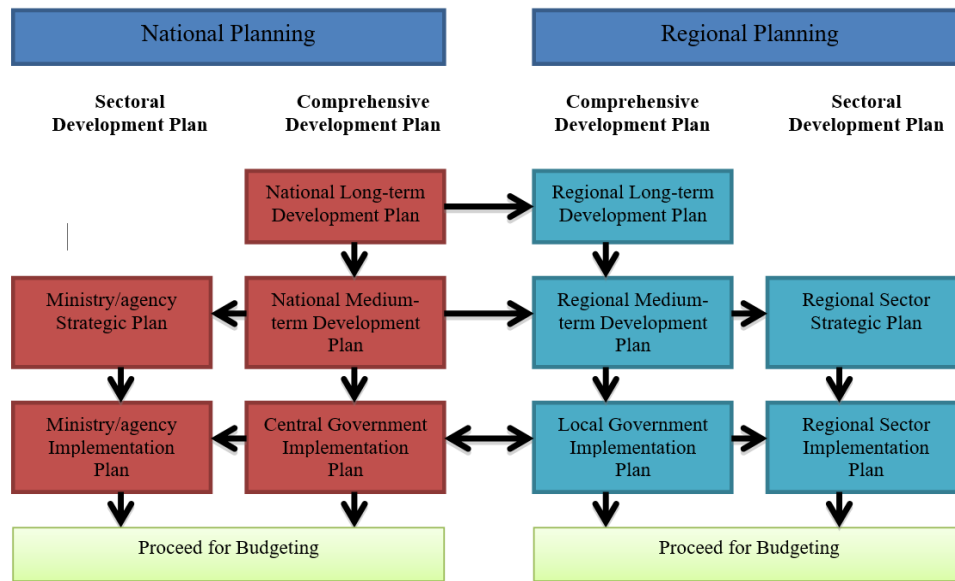 National Planning
Regional Planning
Sectoral
Development Plan
Comprehensive
Development Plan
Comprehensive
Development Plan
Sectoral
Development Plan
National Long-term
Development Plan
Regional Long-term
Development Plan
Ministry/agency
Strategic Plan
National Medium-
term Development
Plan
Regional Medium-
term Development
Plan
Regional Sector
Strategic Plan
Ministry/agency
Implementation
Plan
Central Government
Implementation
Plan
Local Government
Implementation
Plan
Regional Sector
Implementation
Plan
Proceed for Budgeting
Proceed for Budgeting